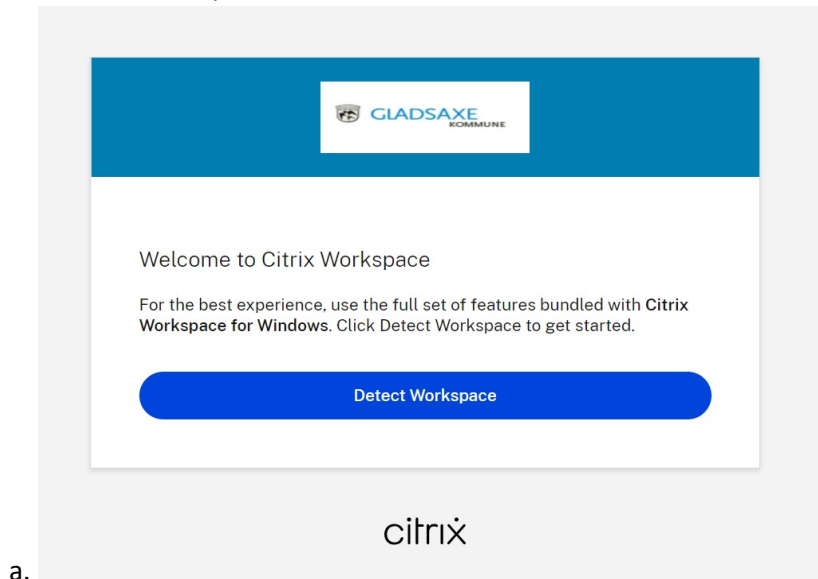 GLADSAXE
KOMMUNE
Welcome to Citrix Workspace
For the best experience, use the full set of features bundled with Citrix
Workspace for Windows. Click Detect Workspace to get started.
Detect Workspace
citrix
a.